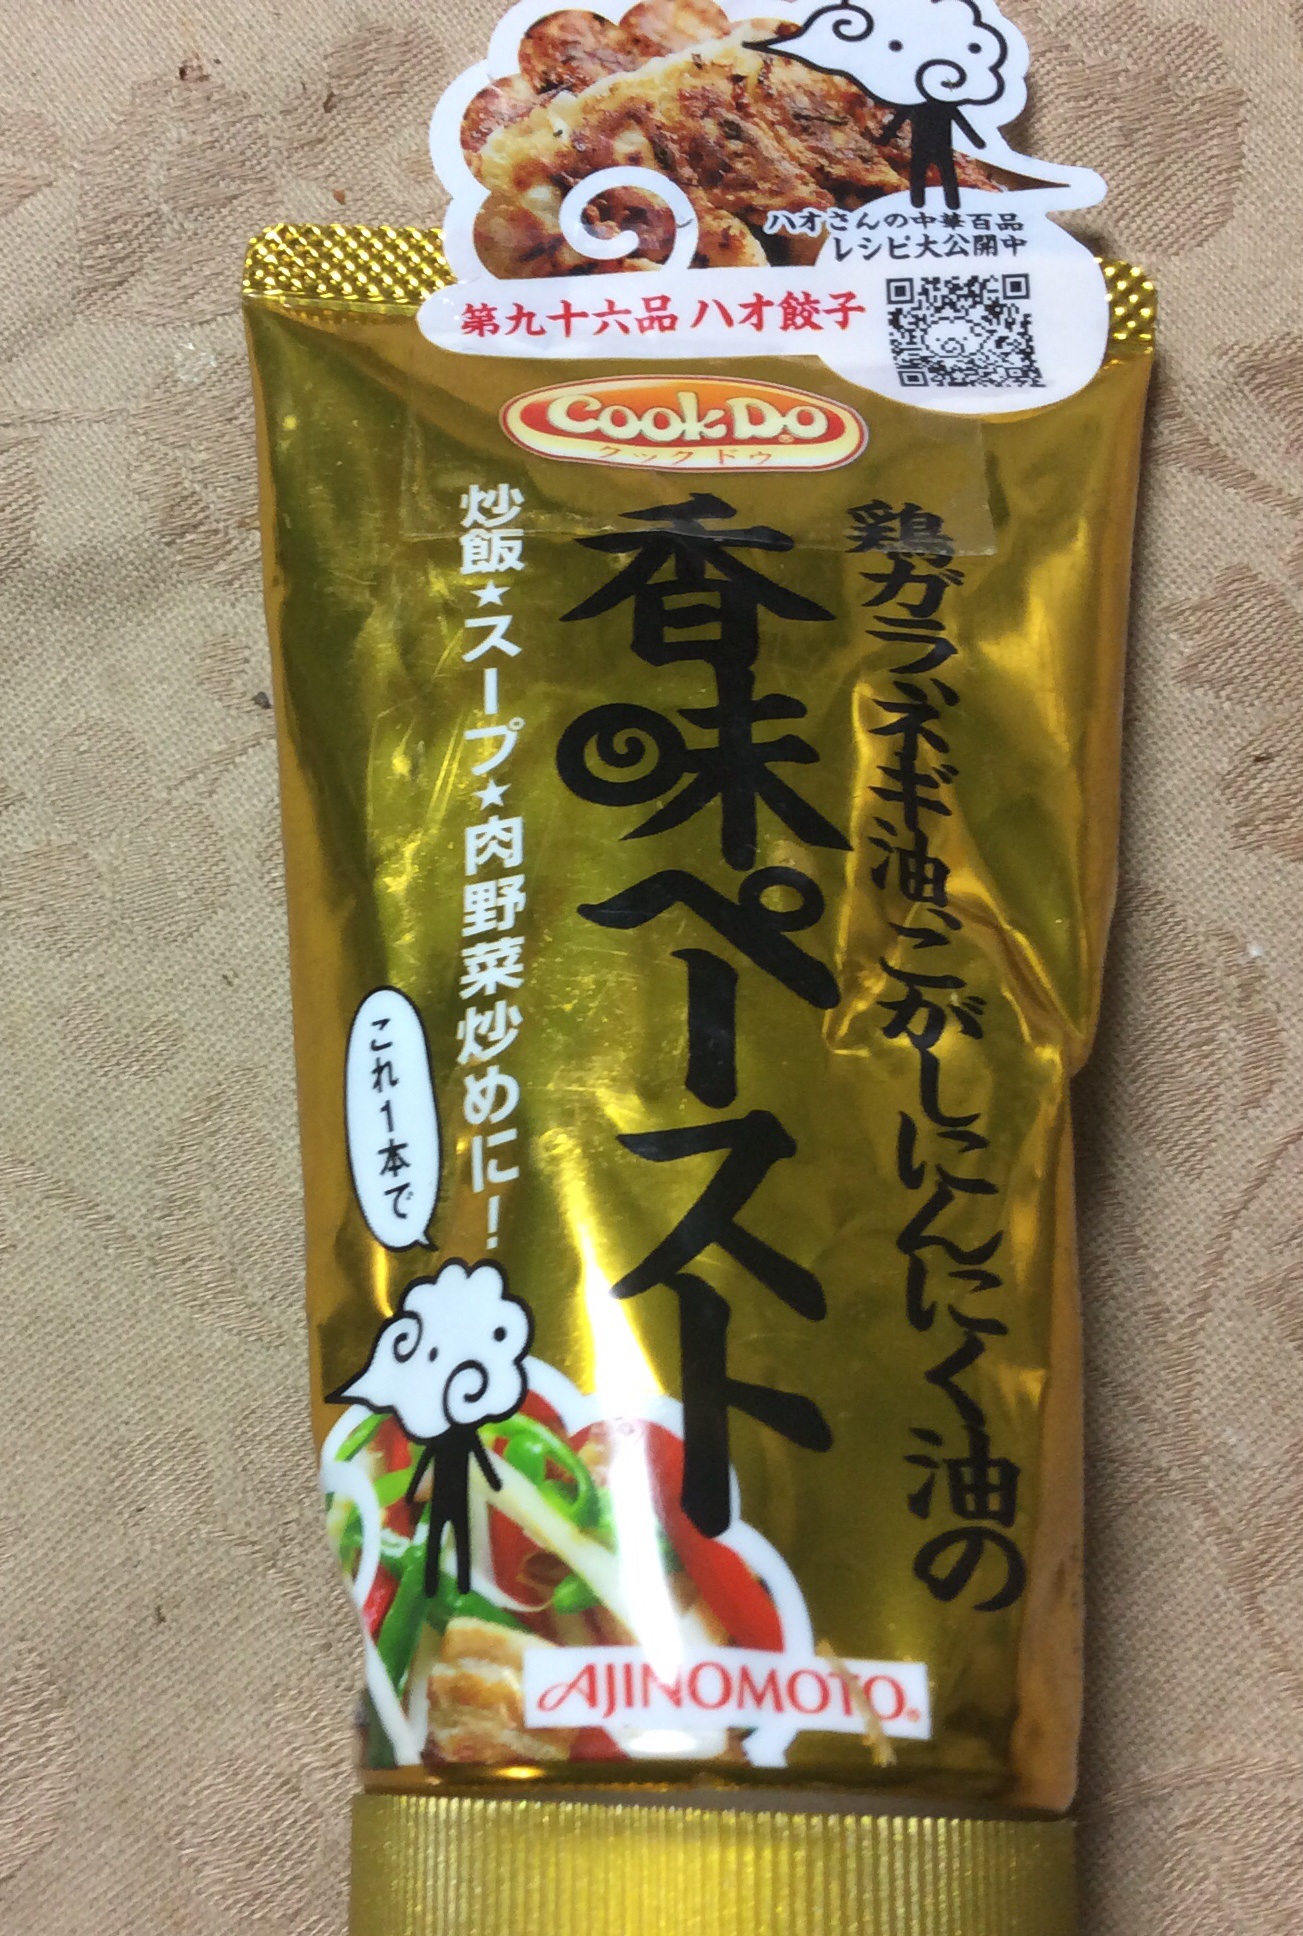 ハオさんの中華百品
レシピ大公開中
第九十六品 ハオ餃子
CookDo®
クックドゥ
鶏ガラ、ネギ油、こがしにんにく油の
香味ペースト
炒飯★スープ★肉野菜炒めに!
これ1本で
AJINOMOTO®